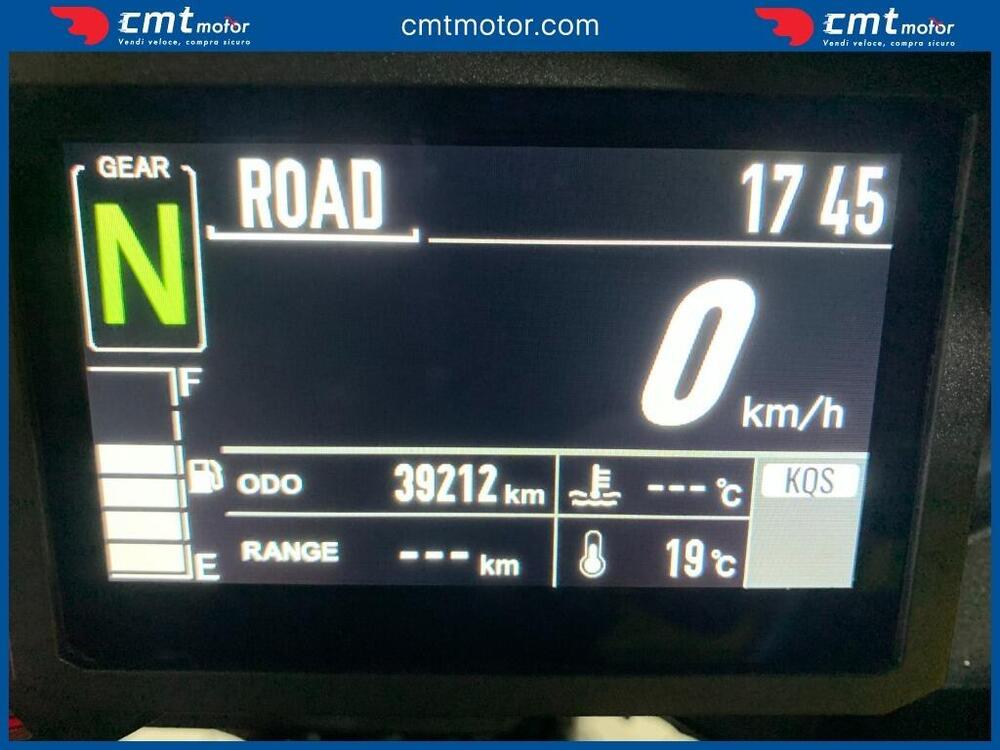 cmt motor
Vendi veloce, compra sicuro
cmtmotor.com
cmt motor
Vendi veloce, compra sicuro
GEAR
N
ROAD
17 45
0 km/h
F
E
ODO 39212 km
--- °C
KQS
RANGE --- km
19 °C